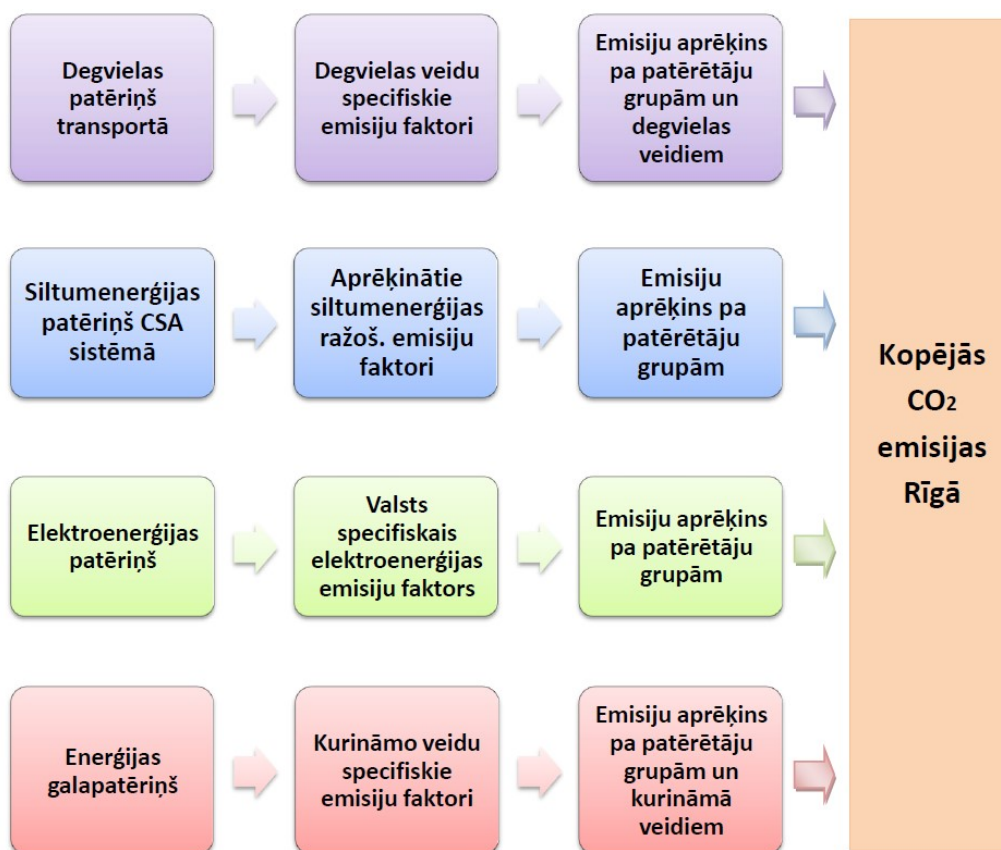 Degvielas
patēriņš
transportā
Degvielas veidu
specifiskie
emisiju faktori
Emisiju aprēķins
pa patērētāju
grupām un
degvielas
veidiem
Siltumenerģijas
patēriņš CSA
sistēmā
Aprēķinātie
siltumenerģijas
ražoš. emisiju
faktori
Emisiju
aprēķins pa
patērētāju
grupām
Elektroenerģijas
patēriņš
Valsts
specifiskais
elektroenerģijas
emisiju faktors
Emisiju aprēķins
pa patērētāju
grupām
Enerģijas
galapatēriņš
Kurināmo veidu
specifiskie
emisiju faktori
Emisiju aprēķins
pa patērētāju
grupām un
kurināmā
veidiem
Kopējās
CO₂
emisijas
Rīgā